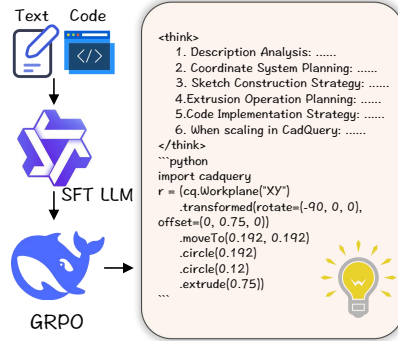 Text Code
</>
SFT LLM
GRPO
<think>
1. Description Analysis: ......
2. Coordinate System Planning: ......
3. Sketch Construction Strategy: ......
4.Extrusion Operation Planning: ......
5.Code Implementation Strategy: ......
6. When scaling in CadQuery: ......
</think>
```python
import cadquery
r = (cq.Workplane("XY")
.transformed(rotate=(-90, 0, 0),
offset=(0, 0.75, 0))
.moveTo(0.192, 0.192)
.circle(0.192)
.circle(0.12)
.extrude(0.75))
```